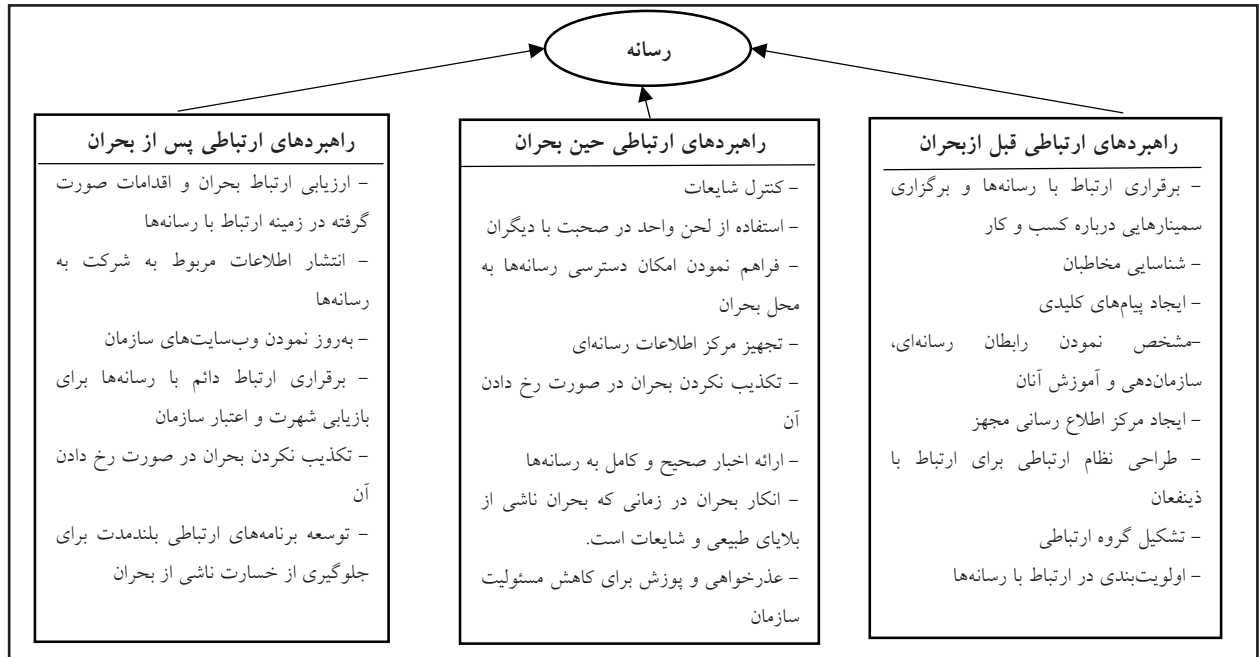 رسانه
راهبردهای ارتباطی قبل ازبحران
- برقراری ارتباط با رسانه‌ها و برگزاری
سمینارهایی درباره کسب و کار
- شناسایی مخاطبان
- ایجاد پیام‌های کلیدی
-مشخص نمودن رابطان رسانه‌ای،
سازمان‌دهی و آموزش آنان
- ایجاد مرکز اطلاع رسانی مجهز
- طراحی نظام ارتباطی برای ارتباط با
ذینفعان
- تشکیل گروه ارتباطی
- اولویت‌بندی در ارتباط با رسانه‌ها
راهبردهای ارتباطی حین بحران
- کنترل شایعات
- استفاده از لحن واحد در صحبت با دیگران
- فراهم نمودن امکان دسترسی رسانه‌ها به
محل بحران
- تجهیز مرکز اطلاعات رسانه‌ای
- تکذیب نکردن بحران در صورت رخ دادن
آن
- ارائه اخبار صحیح و کامل به رسانه‌ها
- انکار بحران در زمانی که بحران ناشی از
بلایای طبیعی و شایعات است.
- عذرخواهی و پوزش برای کاهش مسئولیت
سازمان
راهبردهای ارتباطی پس از بحران
- ارزیابی ارتباط بحران و اقدامات صورت
گرفته در زمینه ارتباط با رسانه‌ها
- انتشار اطلاعات مربوط به شرکت به
رسانه‌ها
- به‌روز نمودن وب‌سایت‌های سازمان
- برقراری ارتباط دائم با رسانه‌ها برای
بازیابی شهرت و اعتبار سازمان
- تکذیب نکردن بحران در صورت رخ دادن
آن
- توسعه برنامه‌های ارتباطی بلندمدت برای
جلوگیری از خسارت ناشی از بحران